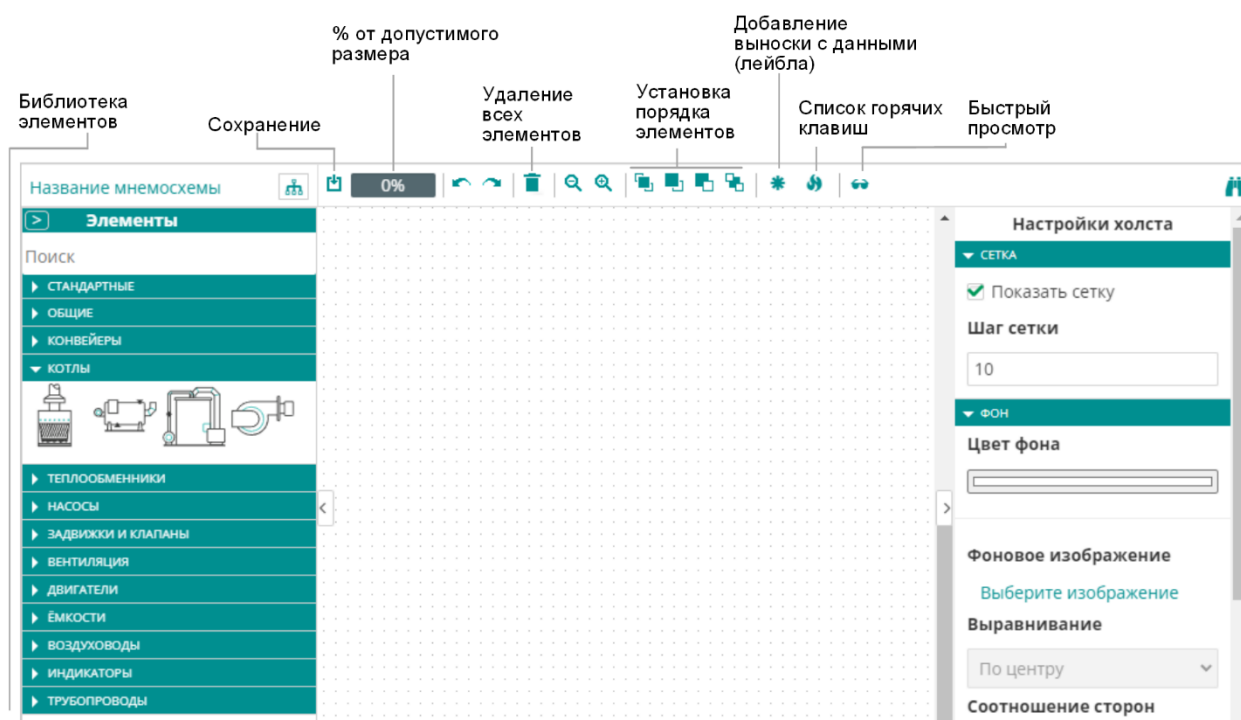 % от допустимого
размера
Добавление
выноски с данными
(лейбла)
Библиотека
элементов
Сохранение
Удаление
всех
элементов
Установка
порядка
элементов
Список горячих
клавиш
Быстрый
просмотр
Название мнемосхемы
0%
Элементы
Поиск
СТАНДАРТНЫЕ
ОБЩИЕ
КОНВЕЙЕРЫ
КОТЛЫ
ТЕПЛООБМЕННИКИ
НАСОСЫ
ЗАДВИЖКИ И КЛАПАНЫ
ВЕНТИЛЯЦИЯ
ДВИГАТЕЛИ
ЁМКОСТИ
ВОЗДУХОВОДЫ
ИНДИКАТОРЫ
ТРУБОПРОВОДЫ
Настройки холста
СЕТКА
Показать сетку
Шаг сетки
10
ФОН
Цвет фона
Фоновое изображение
Выберите изображение
Выравнивание
По центру
Соотношение сторон